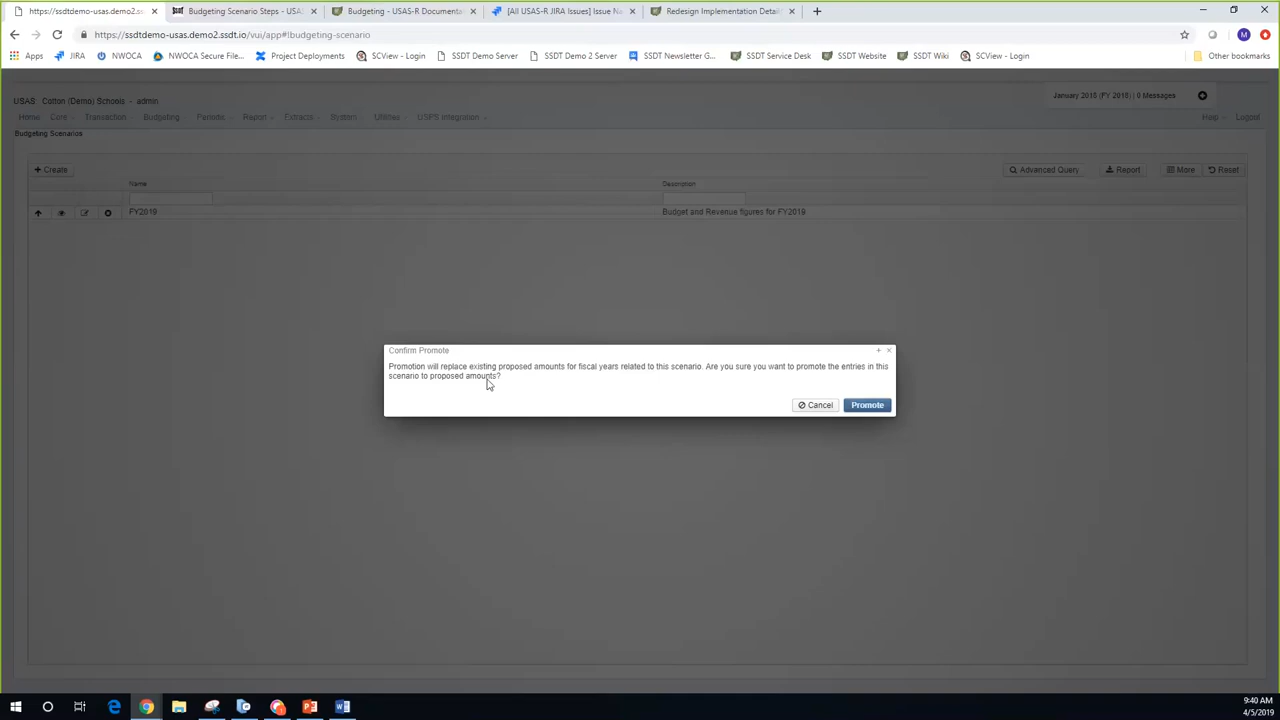 https://ssdtdemo-usas.demo2.ss
Budgeting Scenario Steps - USAS
Budgeting - USAS-R Documentat
[All USAS-R JIRA Issues] Issue Na
Redesign Implementation Detail
https://ssdtdemo-usas.demo2.ssdt.io/vui/app#!budgeting-scenario
Apps JIRA NWOCA NWOCA Secure File... Project Deployments SCView - Login SSDT Demo Server SSDT Demo 2 Server SSDT Newsletter G... SSDT Service Desk SSDT Website SSDT Wiki SCView - Login Other bookmarks
USAS: Cotton (Demo) Schools - admin
January 2018 (FY 2018) | 0 Messages
Home Core Transaction Budgeting Periodic Report Extracts System Utilities USPS Integration Help Logout
Budgeting Scenarios
Create Advanced Query Report More Reset
Name Description
FY2019 Budget and Revenue figures for FY2019
Confirm Promote
Promotion will replace existing proposed amounts for fiscal years related to this scenario. Are you sure you want to promote the entries in this
scenario to proposed amounts?
Cancel Promote
9:40 AM
4/5/2019